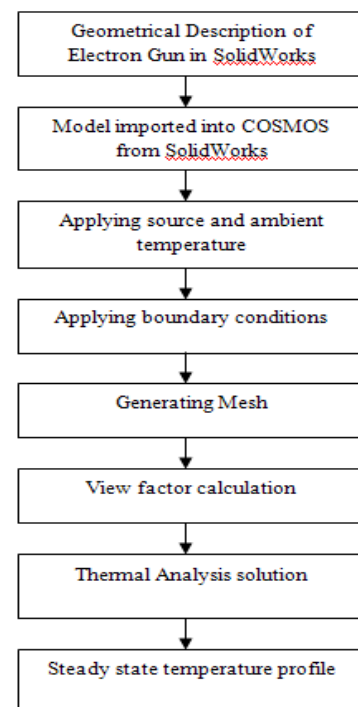 Geometrical Description of
Electron Gun in SolidWorks
Model imported into COSMOS
from SolidWorks
Applying source and ambient
temperature
Applying boundary conditions
Generating Mesh
View factor calculation
Thermal Analysis solution
Steady state temperature profile